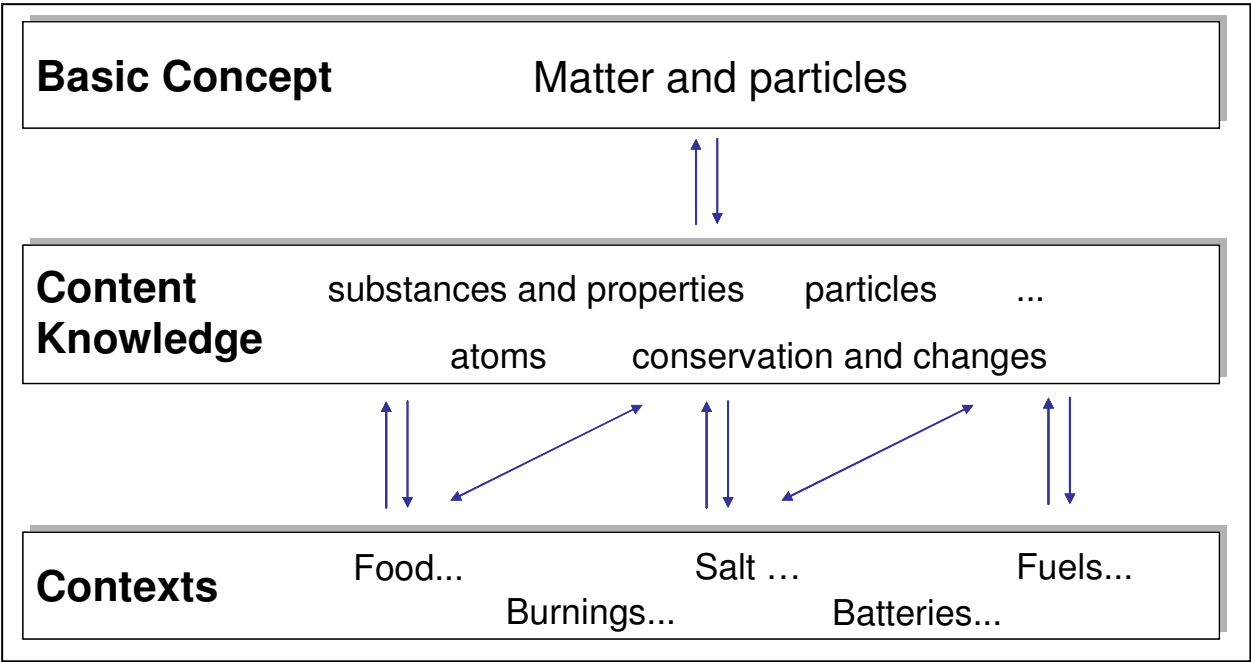 Basic Concept Matter and particles
Content Knowledge
substances and properties particles ...
atoms conservation and changes
Contexts
Food... Salt … Fuels...
Burnings... Batteries...